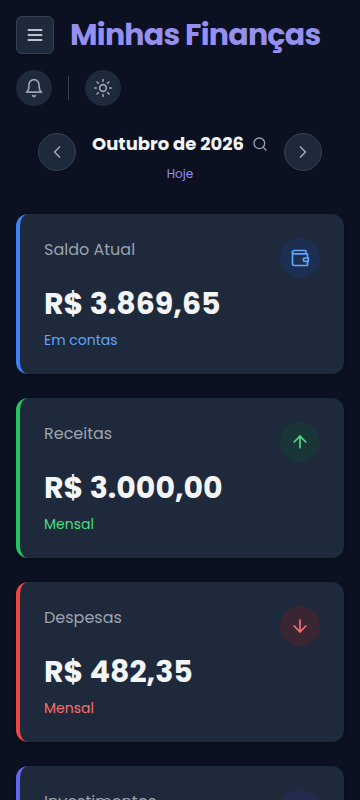 Minhas Finanças
Outubro de 2026
Hoje
Saldo Atual
R$ 3.869,65
Em contas
Receitas
R$ 3.000,00
Mensal
Despesas
R$ 482,35
Mensal
Investimentos